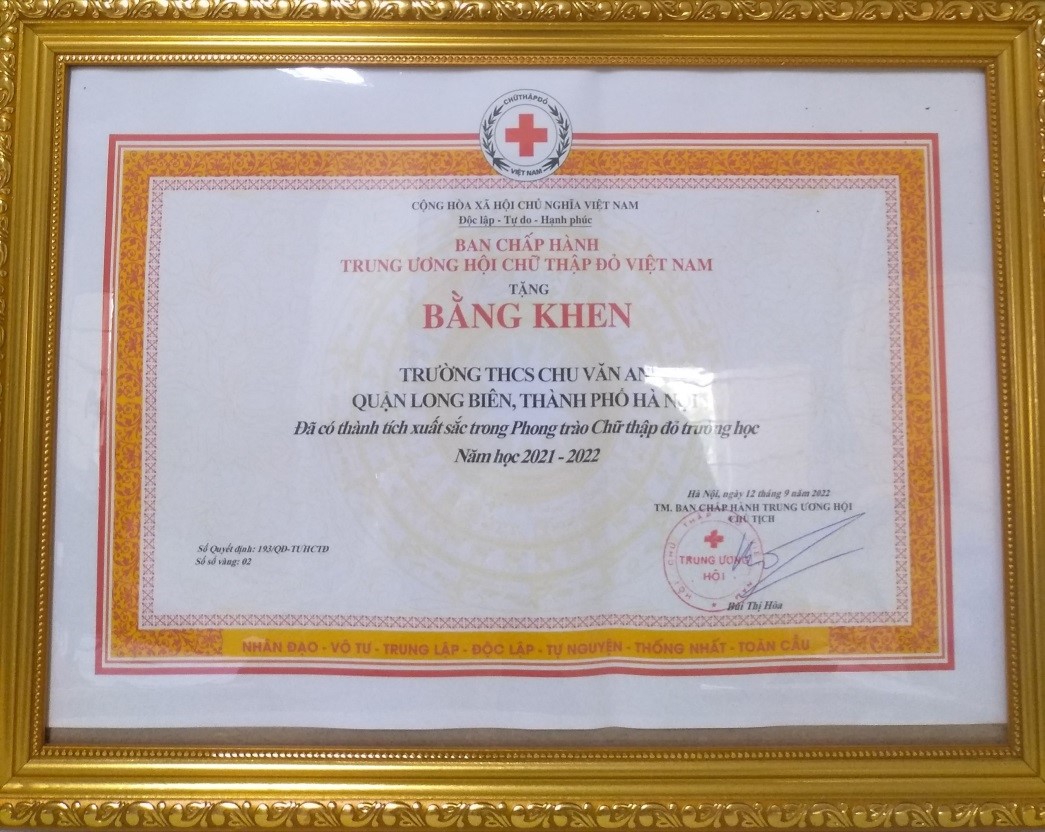 CHỮ THẬP ĐỎ
VIỆT NAM
CỘNG HÒA XÃ HỘI CHỦ NGHĨA VIỆT NAM
Độc lập - Tự do - Hạnh phúc
BAN CHẤP HÀNH
TRUNG ƯƠNG HỘI CHỮ THẬP ĐỎ VIỆT NAM
TẶNG
BẰNG KHEN
TRƯỜNG THCS CHU VĂN AN
QUẬN LONG BIÊN, THÀNH PHỐ HÀ NỘI
Đã có thành tích xuất sắc trong Phong trào Chữ thập đỏ trường học
Năm học 2021 - 2022
Hà Nội, ngày 12 tháng 9 năm 2022
TM. BAN CHẤP HÀNH TRUNG ƯƠNG HỘI
CHỦ TỊCH
TRUNG ƯƠNG
HỘI
Bùi Thị Hòa
Số Quyết định: 193/QĐ-TƯHCTĐ
Số sổ vàng: 02
NHÂN ĐẠO - VÔ TƯ - TRUNG LẬP - ĐỘC LẬP - TỰ NGUYỆN - THỐNG NHẤT - TOÀN CẦU